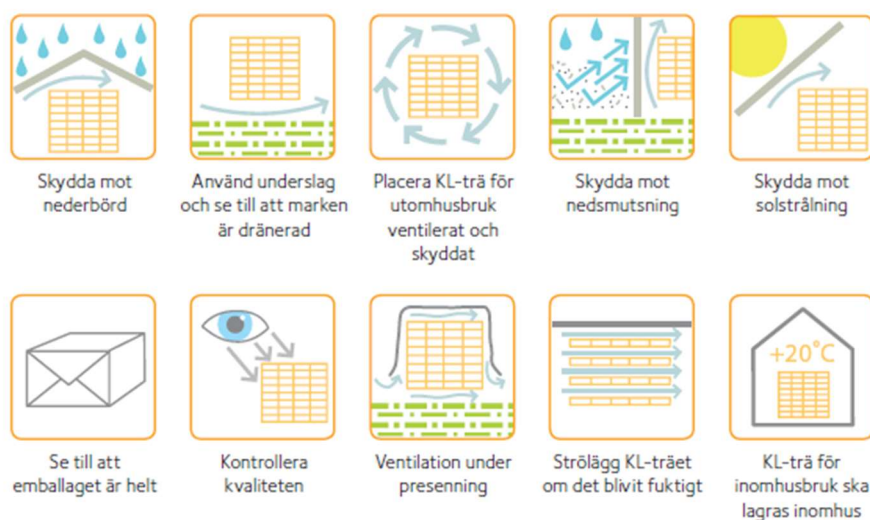 Skydda mot
nederbörd
Använd underslag
och se till att marken
är dränerad
Placera KL-trä för
utomhusbruk
ventilerat och
skyddat
Skydda mot
nedsmutsning
Skydda mot
solstrålning
Se till att
emballaget är helt
Kontrollera
kvaliteten
Ventilation under
presenning
Strölägg KL-träet
om det blivit fuktigt
+20°C
KL-trä för
inomhusbruk ska
lagras inomhus